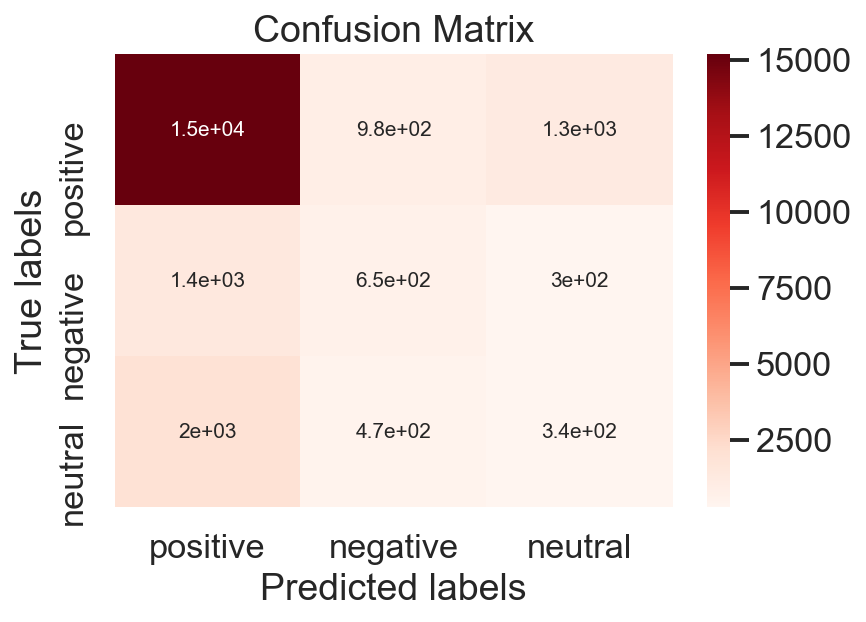 Confusion Matrix
True labels
positive
negative
neutral
1.5e+04 9.8e+02 1.3e+03
1.4e+03 6.5e+02 3e+02
2e+03 4.7e+02 3.4e+02
positive negative neutral
Predicted labels
15000
12500
10000
7500
5000
2500